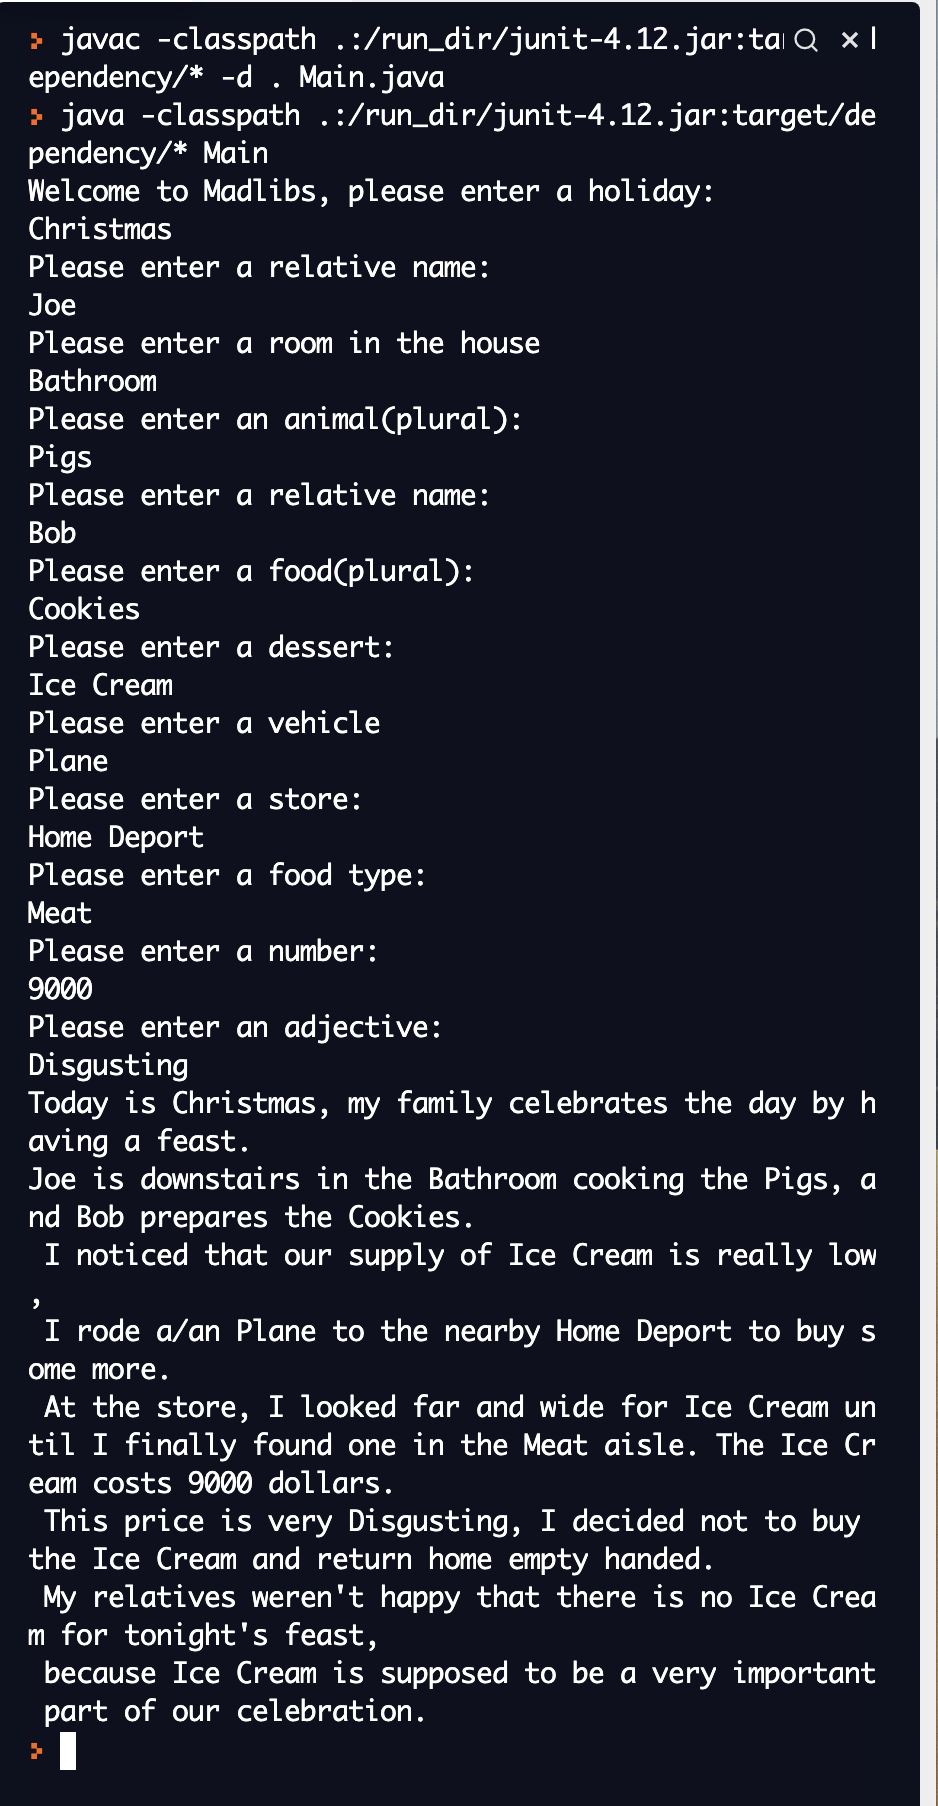 javac -classpath .:/run_dir/junit-4.12.jar:ta
ependency/* -d . Main.java
java -classpath .:/run_dir/junit-4.12.jar:target/de
pendency/* Main
Welcome to Madlibs, please enter a holiday:
Christmas
Please enter a relative name:
Joe
Please enter a room in the house
Bathroom
Please enter an animal(plural):
Pigs
Please enter a relative name:
Bob
Please enter a food(plural):
Cookies
Please enter a dessert:
Ice Cream
Please enter a vehicle
Plane
Please enter a store:
Home Deport
Please enter a food type:
Meat
Please enter a number:
9000
Please enter an adjective:
Disgusting
Today is Christmas, my family celebrates the day by h
aving a feast.
Joe is downstairs in the Bathroom cooking the Pigs, a
nd Bob prepares the Cookies.
I noticed that our supply of Ice Cream is really low
,
I rode a/an Plane to the nearby Home Deport to buy s
ome more.
At the store, I looked far and wide for Ice Cream un
til I finally found one in the Meat aisle. The Ice Cr
eam costs 9000 dollars.
This price is very Disgusting, I decided not to buy
the Ice Cream and return home empty handed.
My relatives weren't happy that there is no Ice Crea
m for tonight's feast,
because Ice Cream is supposed to be a very important
part of our celebration.